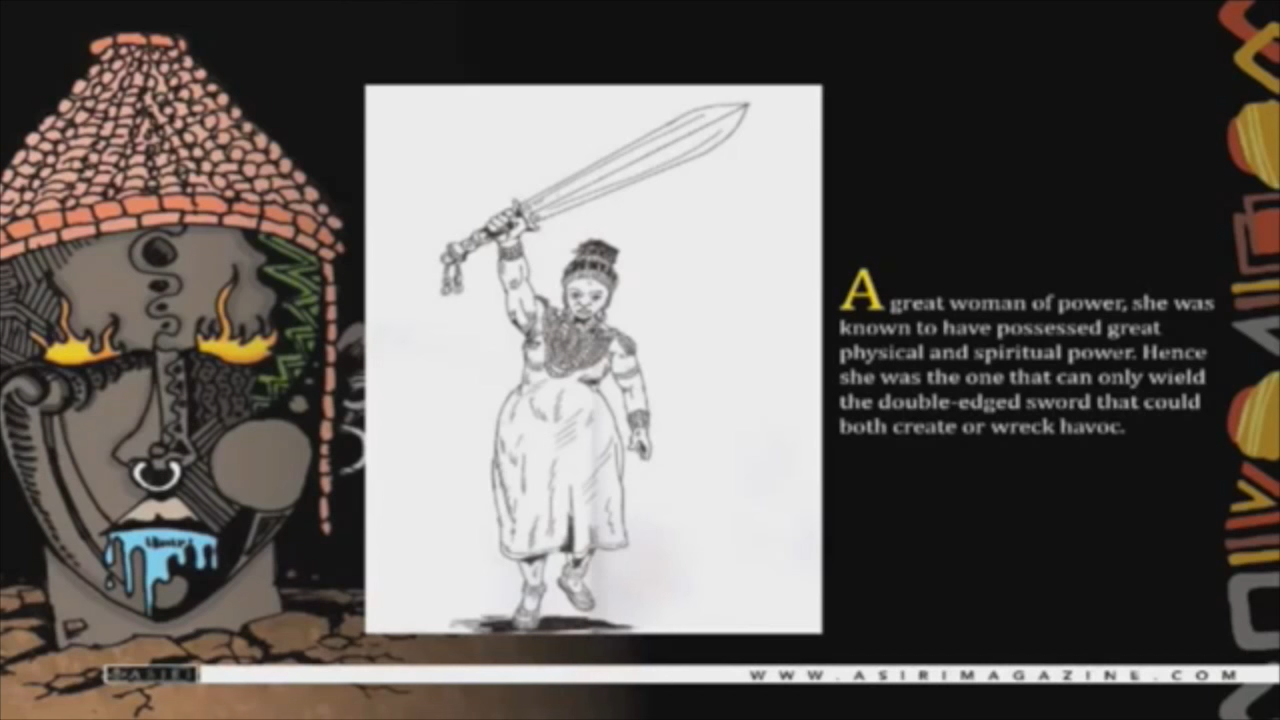 A great woman of power, she was
known to have possessed great
physical and spiritual power. Hence
she was the one that can only wield
the double-edged sword that could
both create or wreck havoc.
WWW.ASIRIMAGAZINE.COM